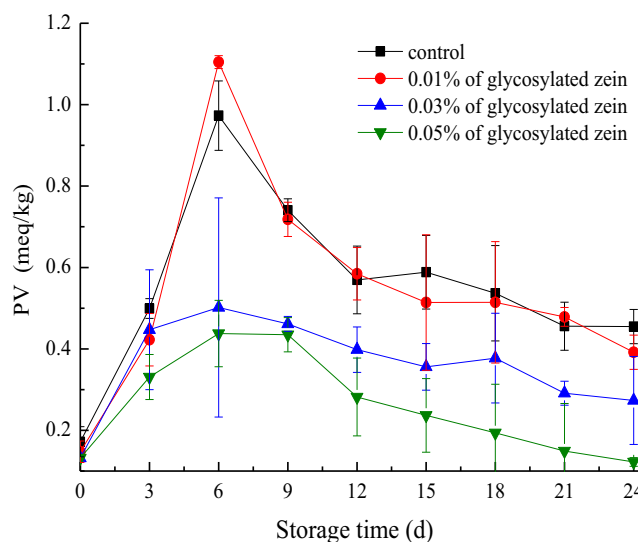 1.2
1.0
0.8
0.6
0.4
0.2
PV (meq/kg)
control
0.01% of glycosylated zein
0.03% of glycosylated zein
0.05% of glycosylated zein
0 3 6 9 12 15 18 21 24
Storage time (d)